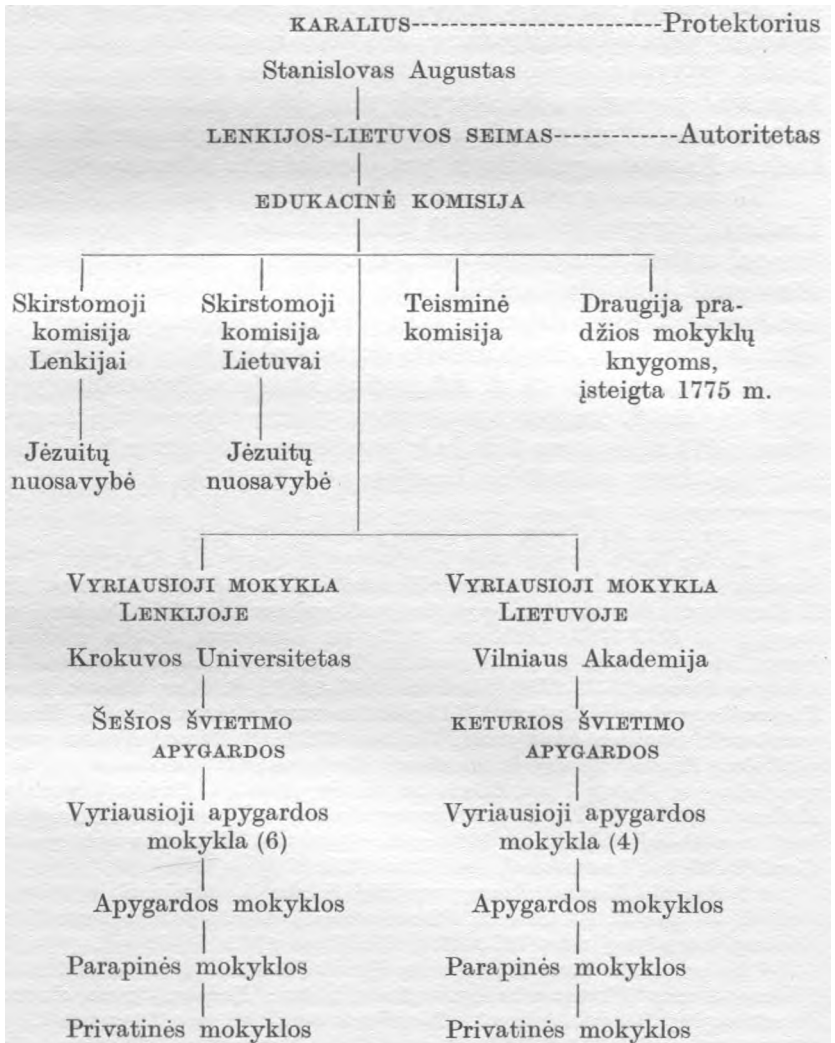 KARALIUS-----------------------Protektorius
Stanislovas Augustas
LENKIJOS-LIETUVOS SEIMAS------------Autoritetas
EDUKACINĖ KOMISIJA
Skirstomoji
komisija
Lenkijai
Skirstomoji
komisija
Lietuvai
Teisminė
komisija
Draugija pra-
džios mokyklų
knygoms,
įsteigta 1775 m.
Jėzuitų
nuosavybė
Jėzuitų
nuosavybė
VYRIAUSIOJI MOKYKLA
LENKIJOJE
Krokuvos Universitetas
ŠEŠIOS ŠVIETIMO
APYGARDOS
Vyriausioji apygardos
mokykla (6)
Apygardos mokyklos
Parapinės mokyklos
Privatinės mokyklos
VYRIAUSIOJI MOKYKLA
LIETUVOJE
Vilniaus Akademija
KETURIOS ŠVIETIMO
APYGARDOS
Vyriausioji apygardos
mokykla (4)
Apygardos mokyklos
Parapinės mokyklos
Privatinės mokyklos